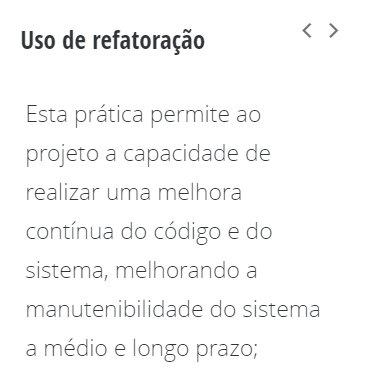 Uso de refatoração
Esta prática permite ao
projeto a capacidade de
realizar uma melhora
contínua do código e do
sistema, melhorando a
manutenibilidade do sistema
a médio e longo prazo;